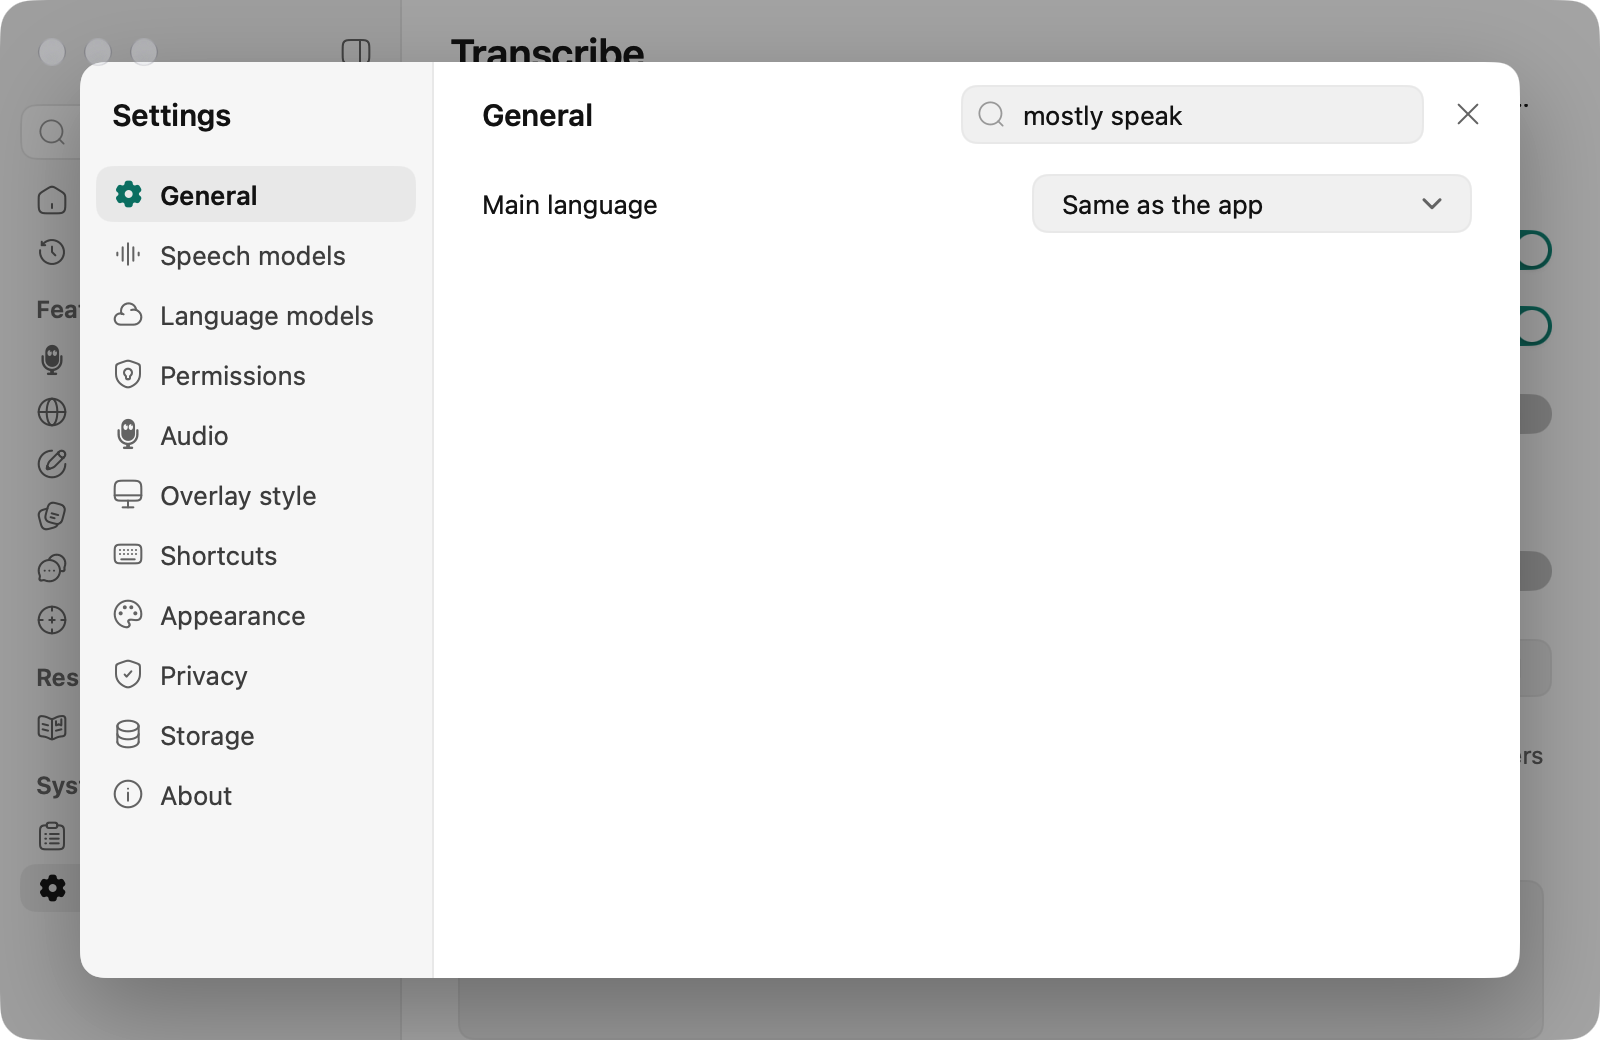 Transcribe
Settings
General
mostly speak
General
Main language
Same as the app
Speech models
Language models
Permissions
Audio
Overlay style
Shortcuts
Appearance
Privacy
Storage
About